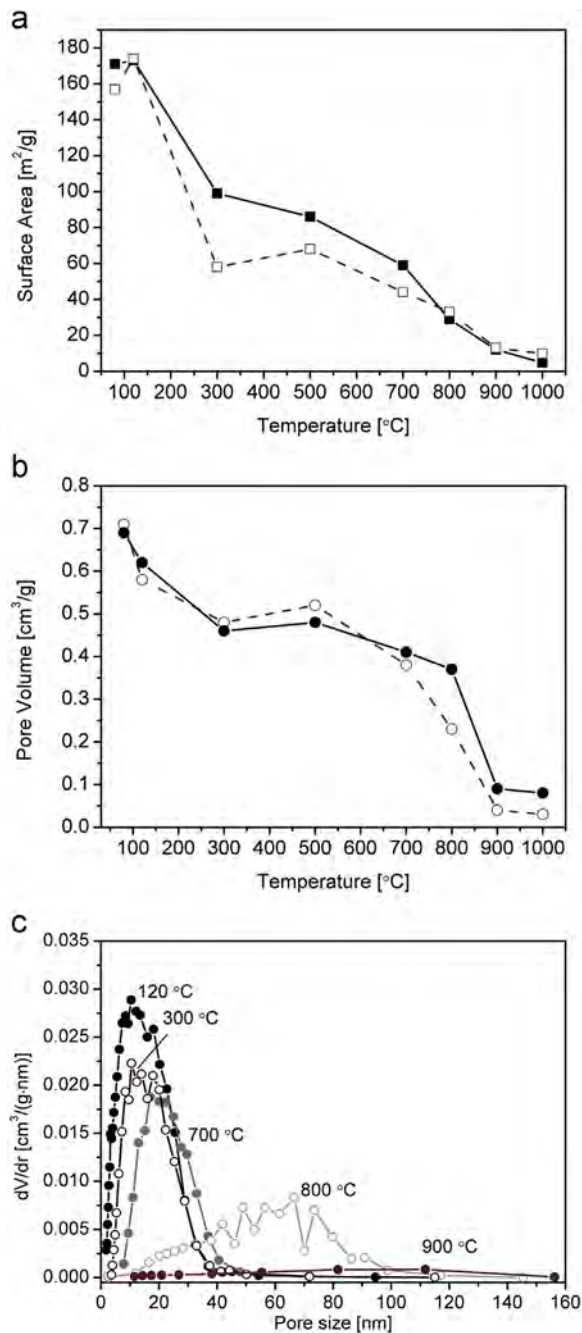 a
180
160
140
120
100
80
60
40
20
0
Surface Area [m²/g]
100 200 300 400 500 600 700 800 900 1000
Temperature [°C]
b
0.8
0.7
0.6
0.5
0.4
0.3
0.2
0.1
0.0
Pore Volume [cm³/g]
100 200 300 400 500 600 700 800 900 1000
Temperature [°C]
c
0.035
0.030
0.025
0.020
0.015
0.010
0.005
0.000
dV/dr [cm³/(g·nm)]
120 °C
300 °C
700 °C
800 °C
900 °C
0 20 40 60 80 100 120 140 160
Pore size [nm]